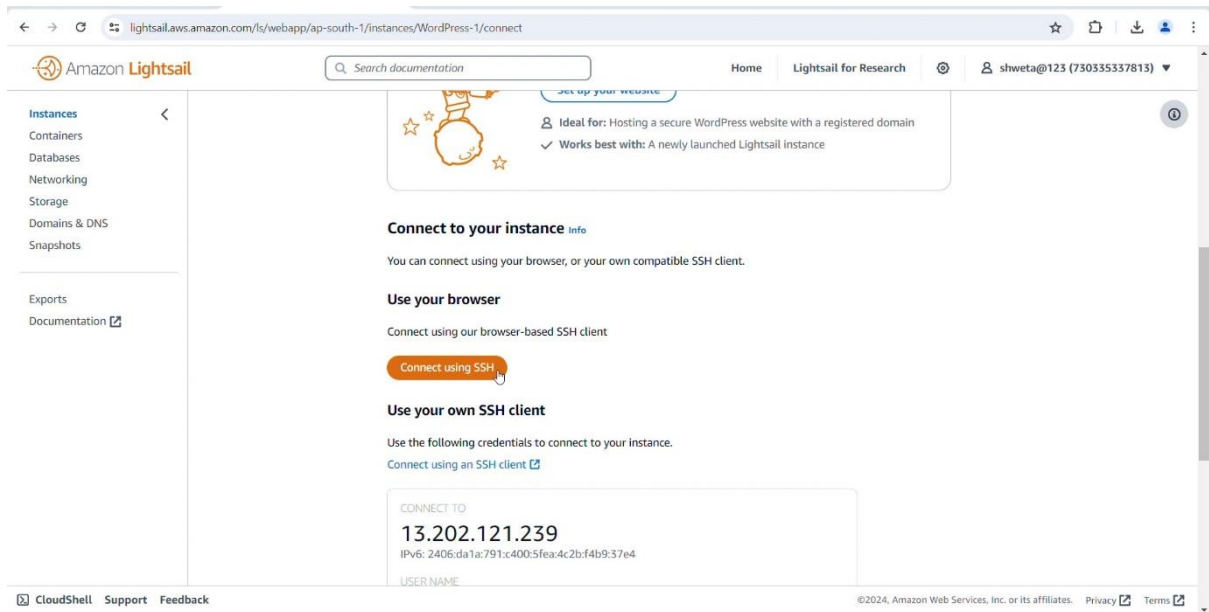 lightsail.aws.amazon.com/ls/webapp/ap-south-1/instances/WordPress-1/connect
Amazon Lightsail
Search documentation
Home
Lightsail for Research
shweta@123 (730335337813)
Instances
Containers
Databases
Networking
Storage
Domains & DNS
Snapshots
Exports
Documentation
Set up your website
Ideal for: Hosting a secure WordPress website with a registered domain
Works best with: A newly launched Lightsail instance
Connect to your instance Info
You can connect using your browser, or your own compatible SSH client.
Use your browser
Connect using our browser-based SSH client
Connect using SSH
Use your own SSH client
Use the following credentials to connect to your instance.
Connect using an SSH client
CONNECT TO
13.202.121.239
IPv6: 2406:da1a:791:c400:5fea:4c2b:f4b9:37e4
USER NAME
CloudShell Support Feedback
©2024, Amazon Web Services, Inc. or its affiliates. Privacy Terms